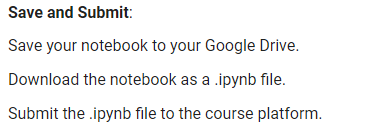 Save and Submit:
Save your notebook to your Google Drive.
Download the notebook as a .ipynb file.
Submit the .ipynb file to the course platform.